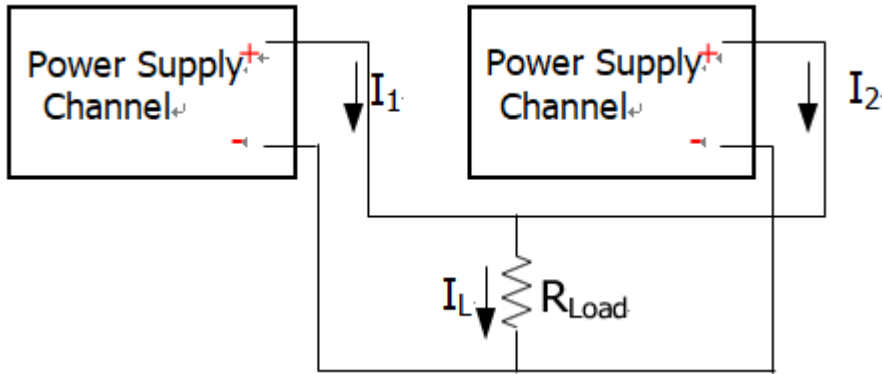 Power Supply
Channel
+
-
I1
Power Supply
Channel
+
-
I2
IL
RLoad